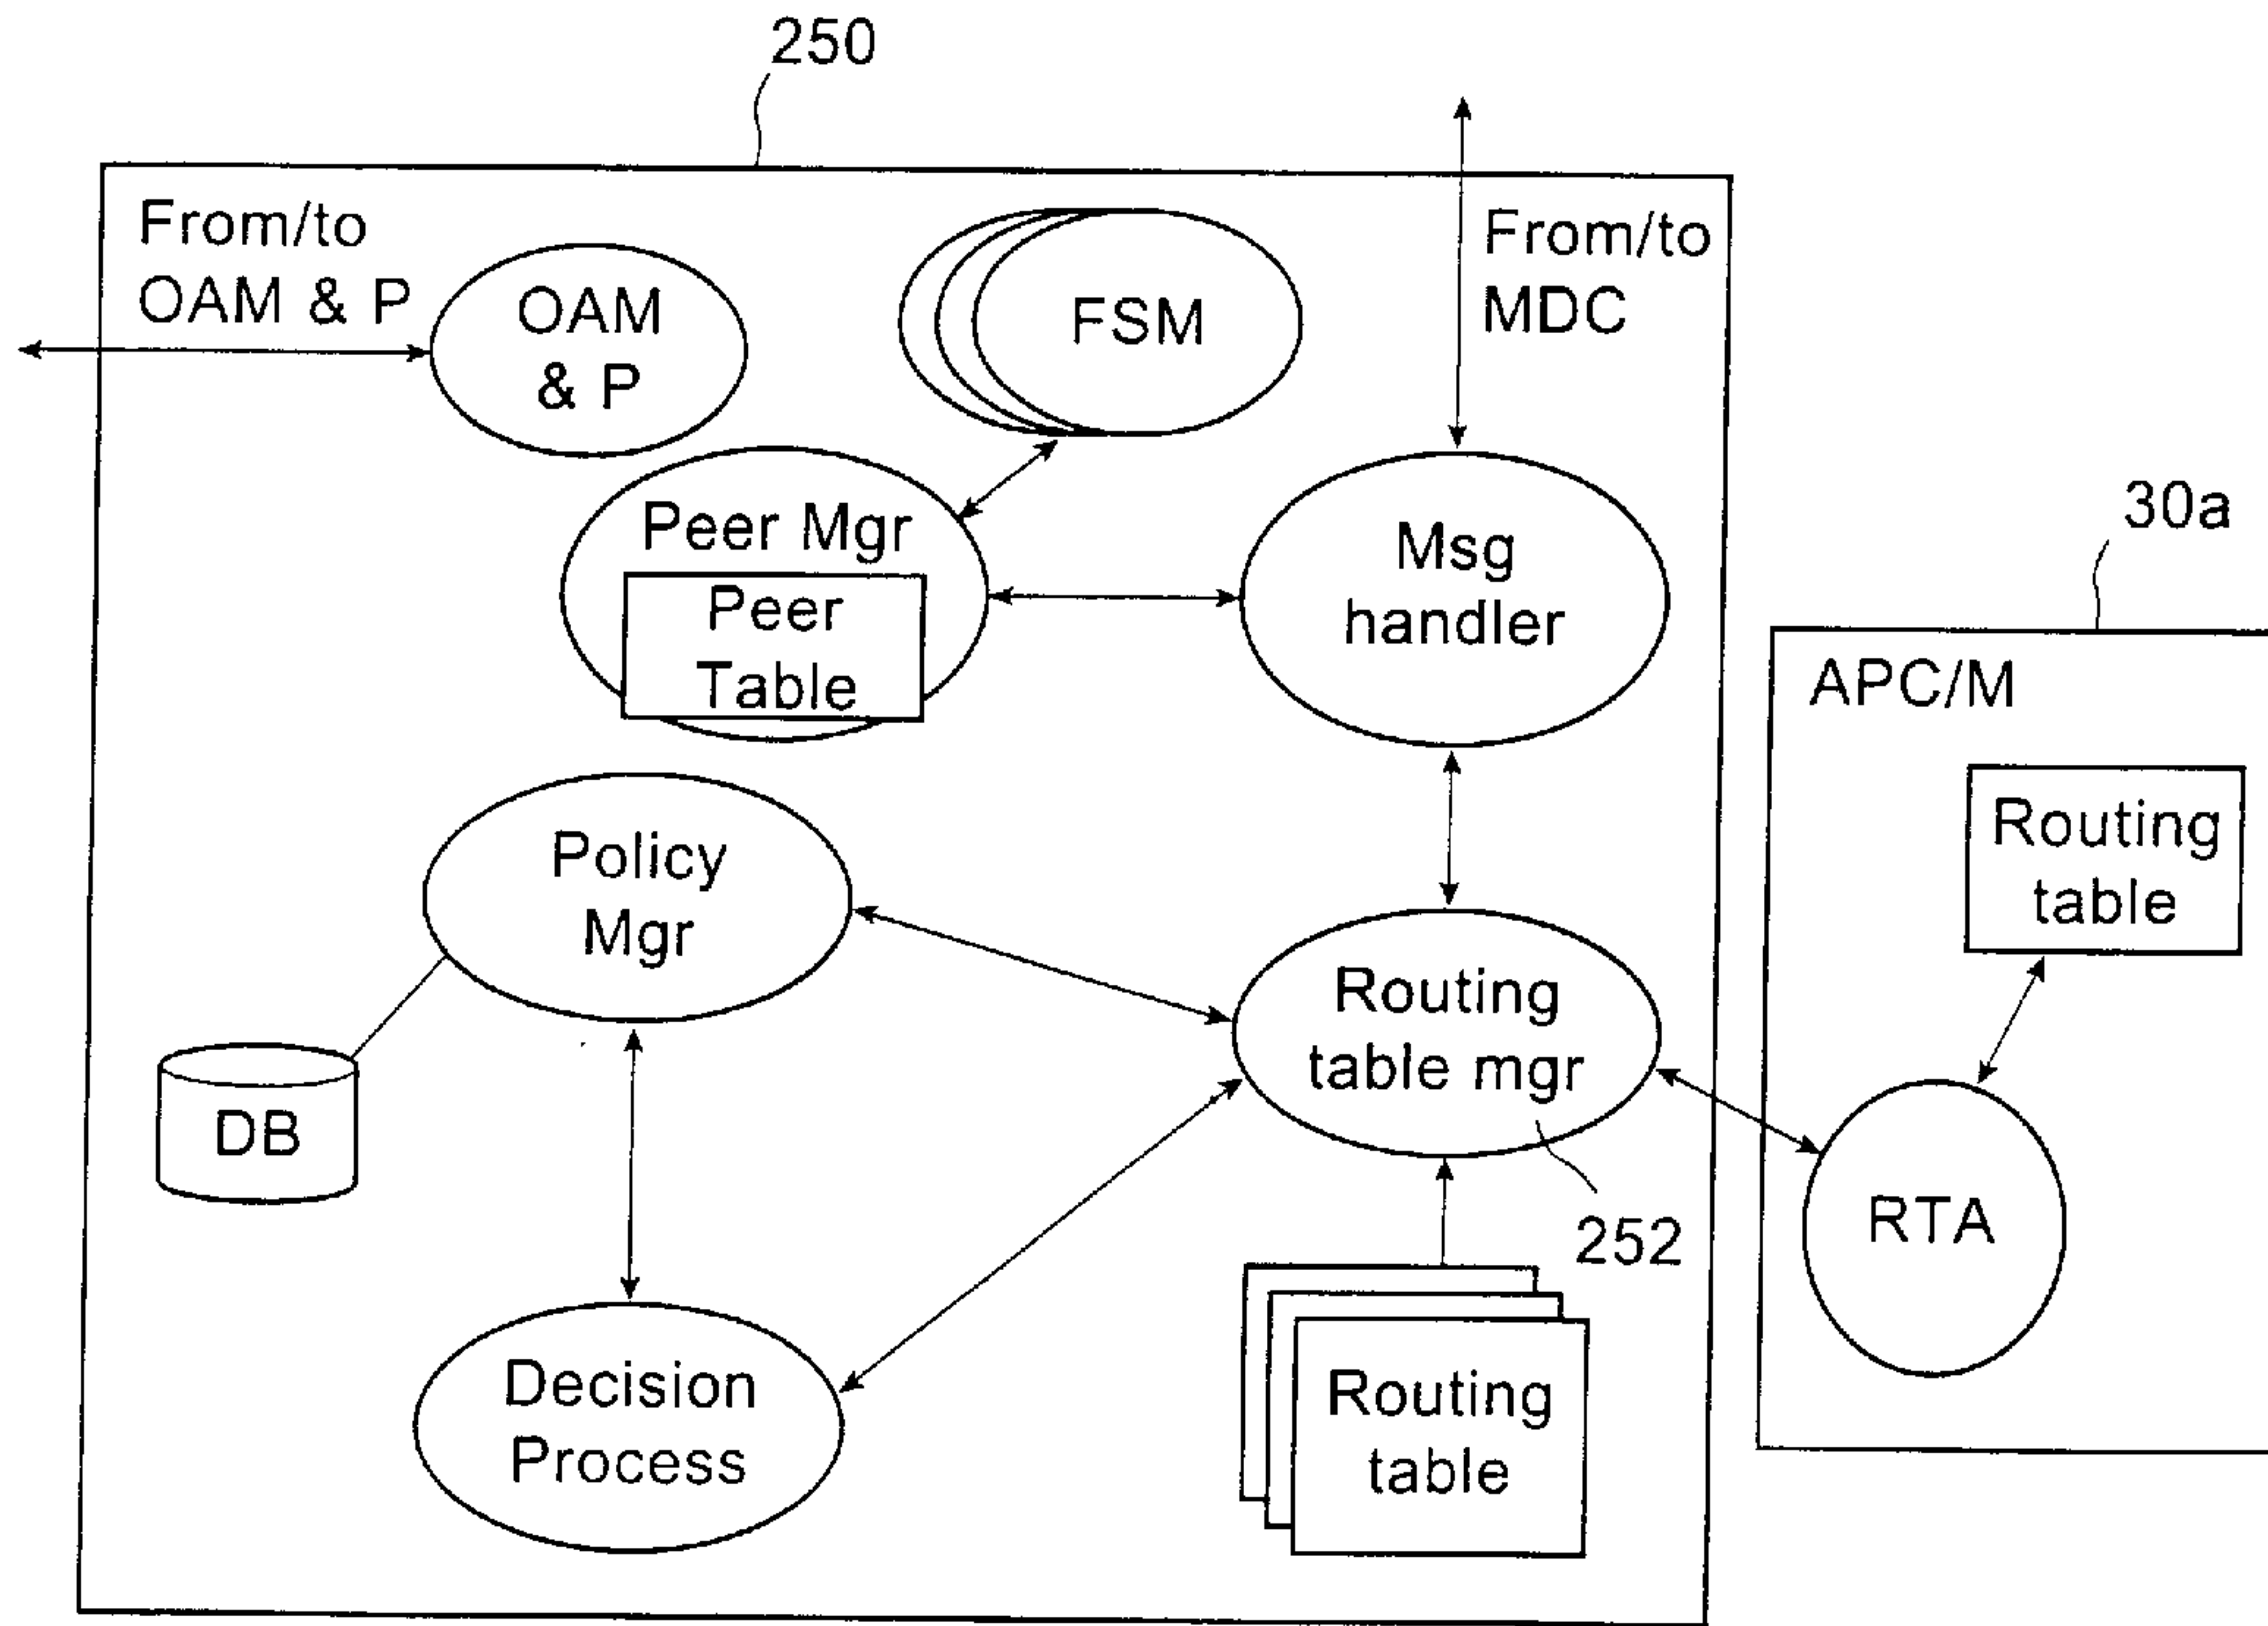 250
From/to
OAM & P
OAM
& P
FSM
From/to
MDC
Peer Mgr
Peer
Table
Msg
handler
30a
APC/M
Routing
table
Policy
Mgr
Routing
table mgr
DB
RTA
252
Decision
Process
Routing
table